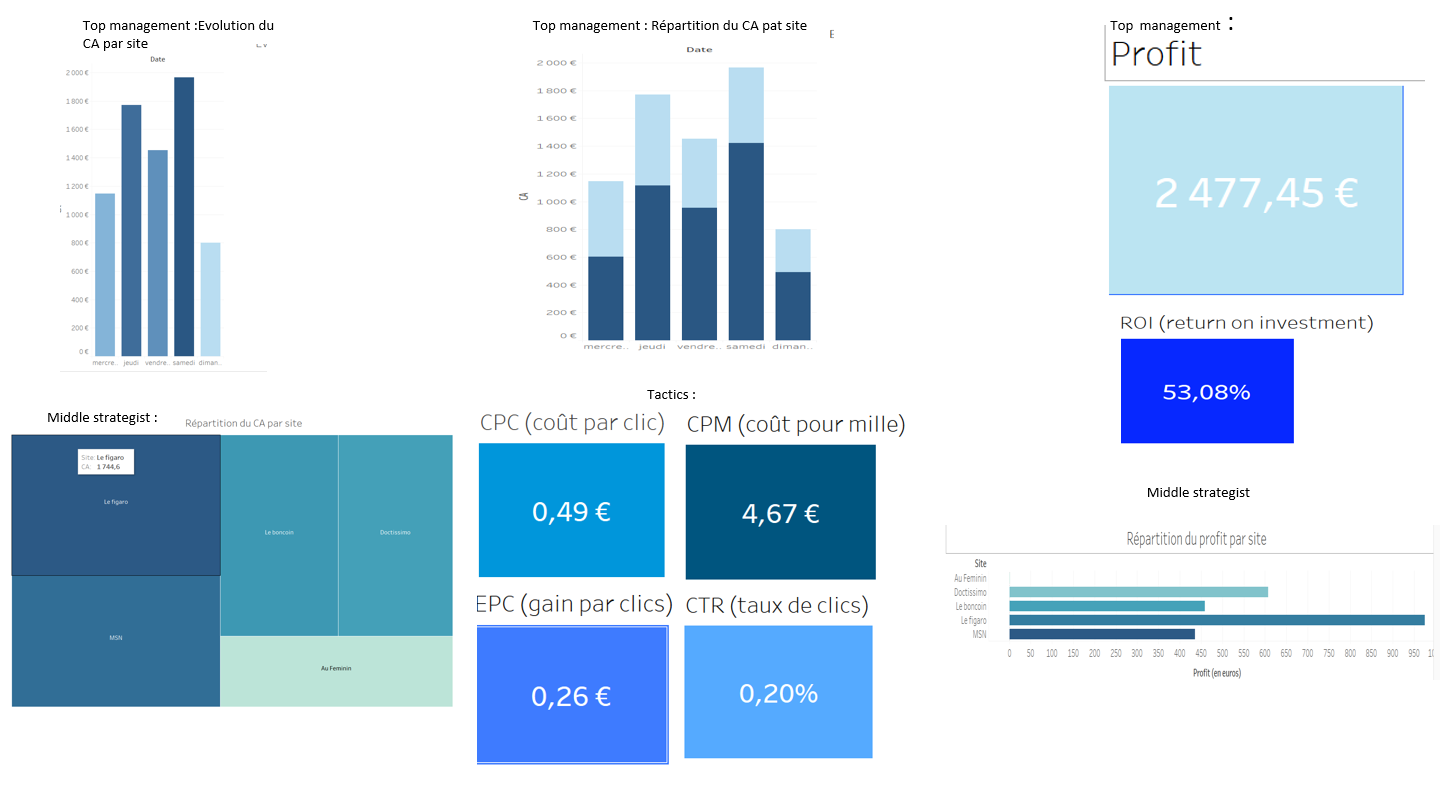 Top management :Evolution du
CA par site
Date
2 000 €
1 800 €
1 600 €
1 400 €
1 200 €
1 000 €
800 €
600 €
400 €
200 €
0 €
mercre.. jeudi vendre.. samedi diman..
Top management : Répartition du CA pat site
E
Date
CA
2 000 €
1 800 €
1 600 €
1 400 €
1 200 €
1 000 €
800 €
600 €
400 €
200 €
0 €
mercre.. jeudi vendre.. samedi diman..
Top management :
Profit
2 477,45 €
ROI (return on investment)
53,08%
Middle strategist :
Répartition du CA par site
Site: Le figaro
CA: 1 744,6
Le figaro
Le boncoin
Doctissimo
MSN
Au Feminin
Tactics :
CPC (coût par clic)
CPM (coût pour mille)
0,49 €
4,67 €
EPC (gain par clics)
CTR (taux de clics)
0,26 €
0,20%
Middle strategist
Répartition du profit par site
Site
Au Feminin
Doctissimo
Le boncoin
Le figaro
MSN
0 50 100 150 200 250 300 350 400 450 500 550 600 650 700 750 800 850 900 950
Profit (en euros)